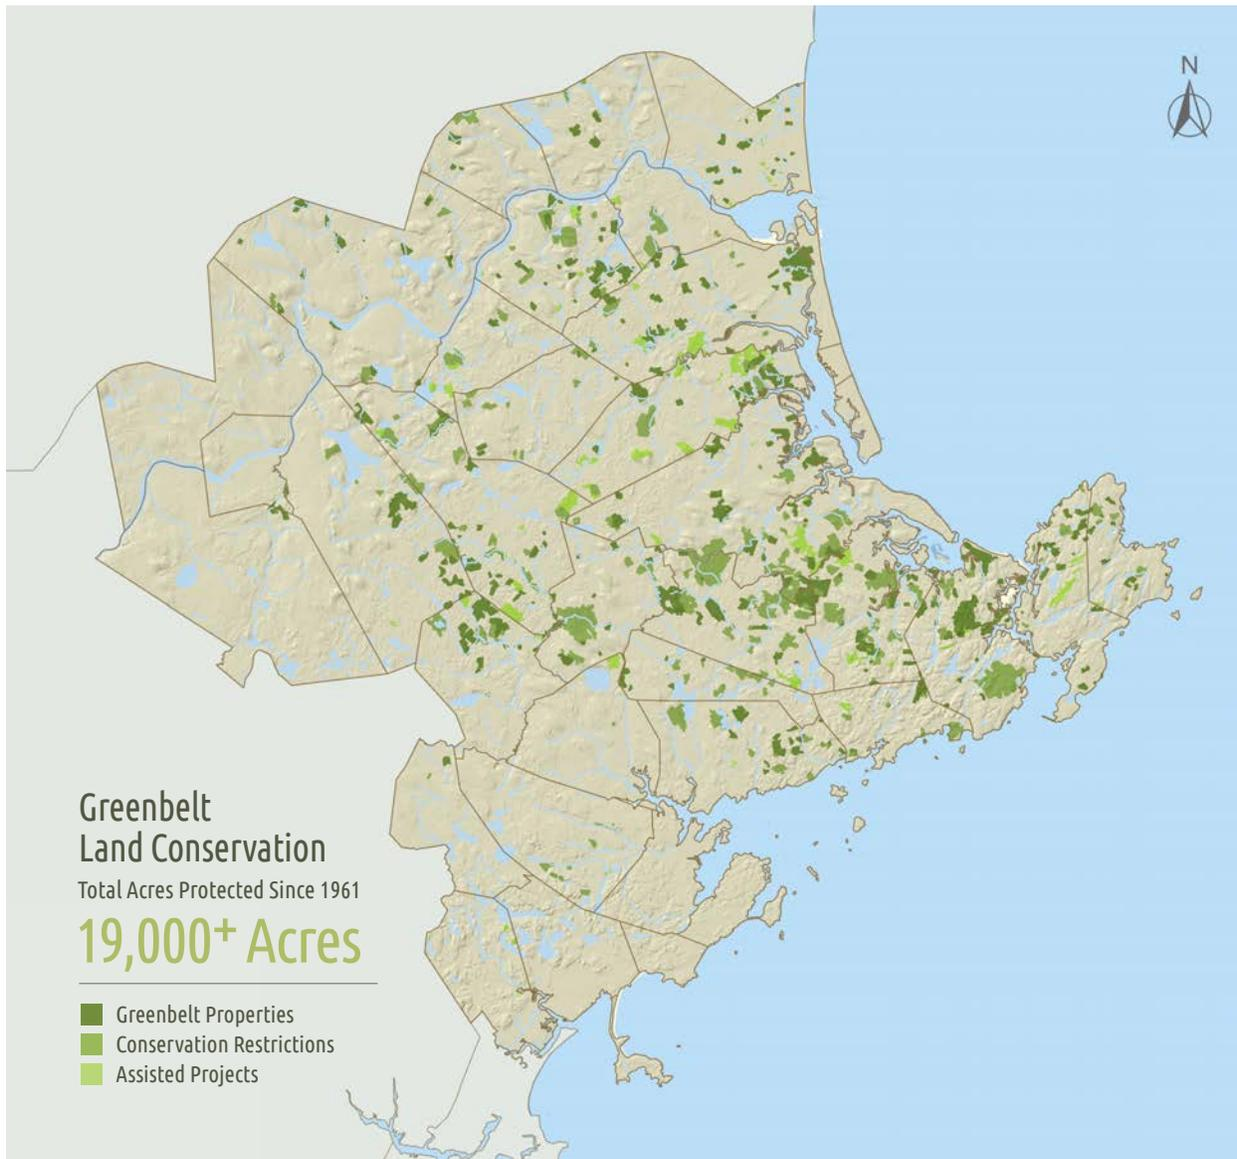 N
Greenbelt
Land Conservation
Total Acres Protected Since 1961
19,000+ Acres
Greenbelt Properties
Conservation Restrictions
Assisted Projects